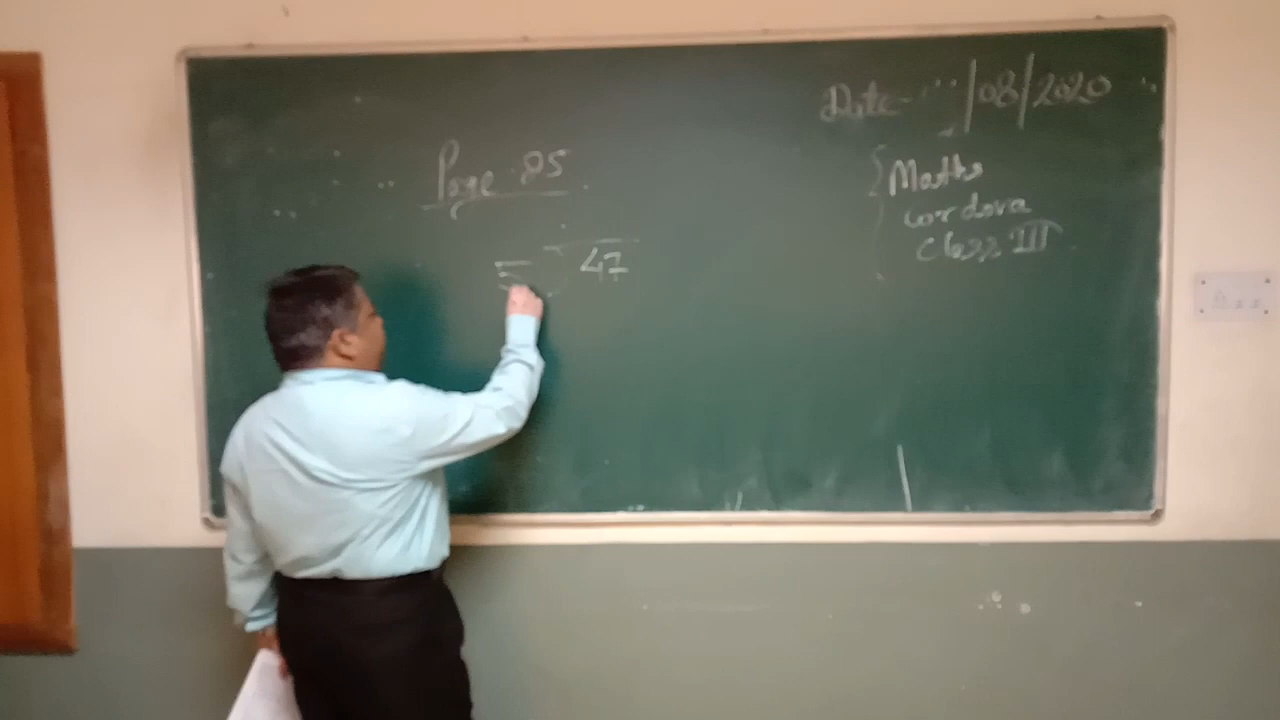 Date- /08/2020
Page 85
Maths
Cordova
Class III
5 47